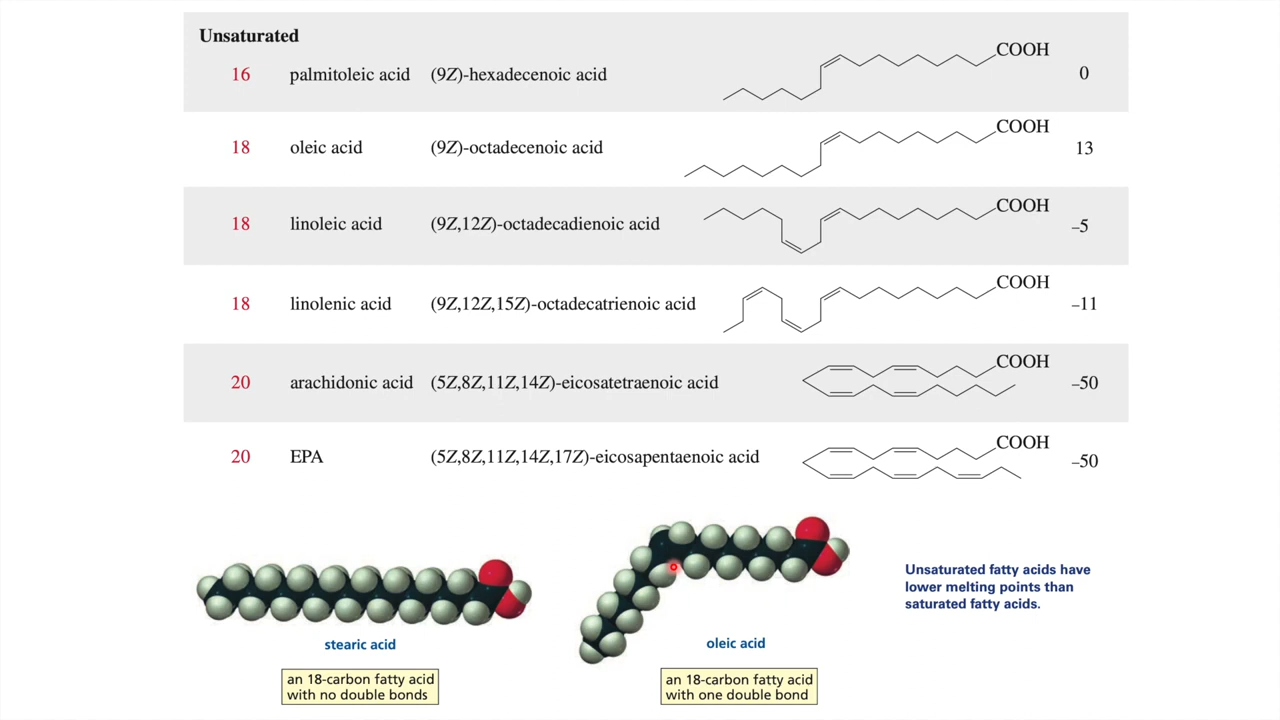 Unsaturated
16 palmitoleic acid (9Z)-hexadecenoic acid COOH 0
18 oleic acid (9Z)-octadecenoic acid COOH 13
18 linoleic acid (9Z,12Z)-octadecadienoic acid COOH –5
18 linolenic acid (9Z,12Z,15Z)-octadecatrienoic acid COOH –11
20 arachidonic acid (5Z,8Z,11Z,14Z)-eicosatetraenoic acid COOH –50
20 EPA (5Z,8Z,11Z,14Z,17Z)-eicosapentaenoic acid COOH –50
stearic acid
an 18-carbon fatty acid
with no double bonds
oleic acid
an 18-carbon fatty acid
with one double bond
Unsaturated fatty acids have
lower melting points than
saturated fatty acids.